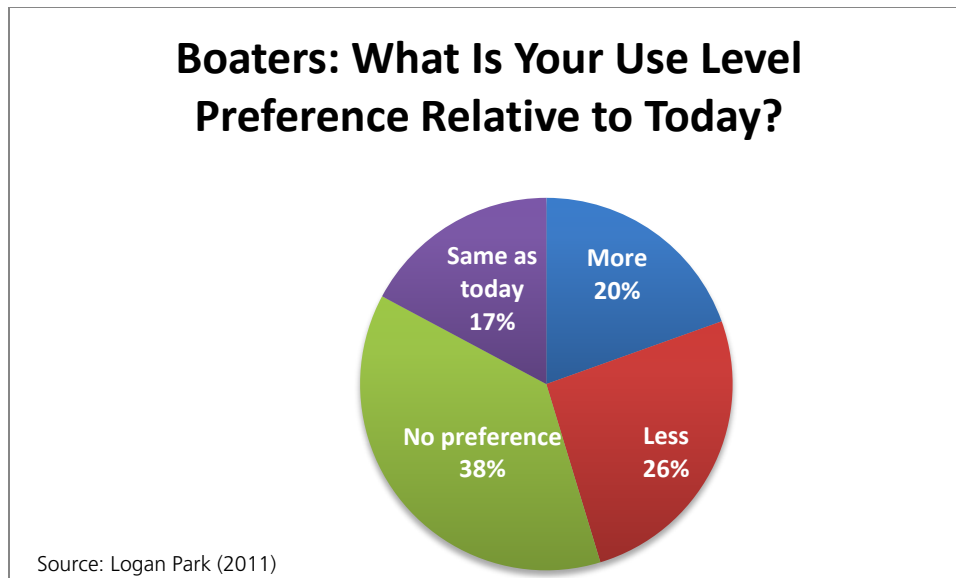 Boaters: What Is Your Use Level
Preference Relative to Today?
Same as
today
17%
More
20%
No preference
38%
Less
26%
Source: Logan Park (2011)